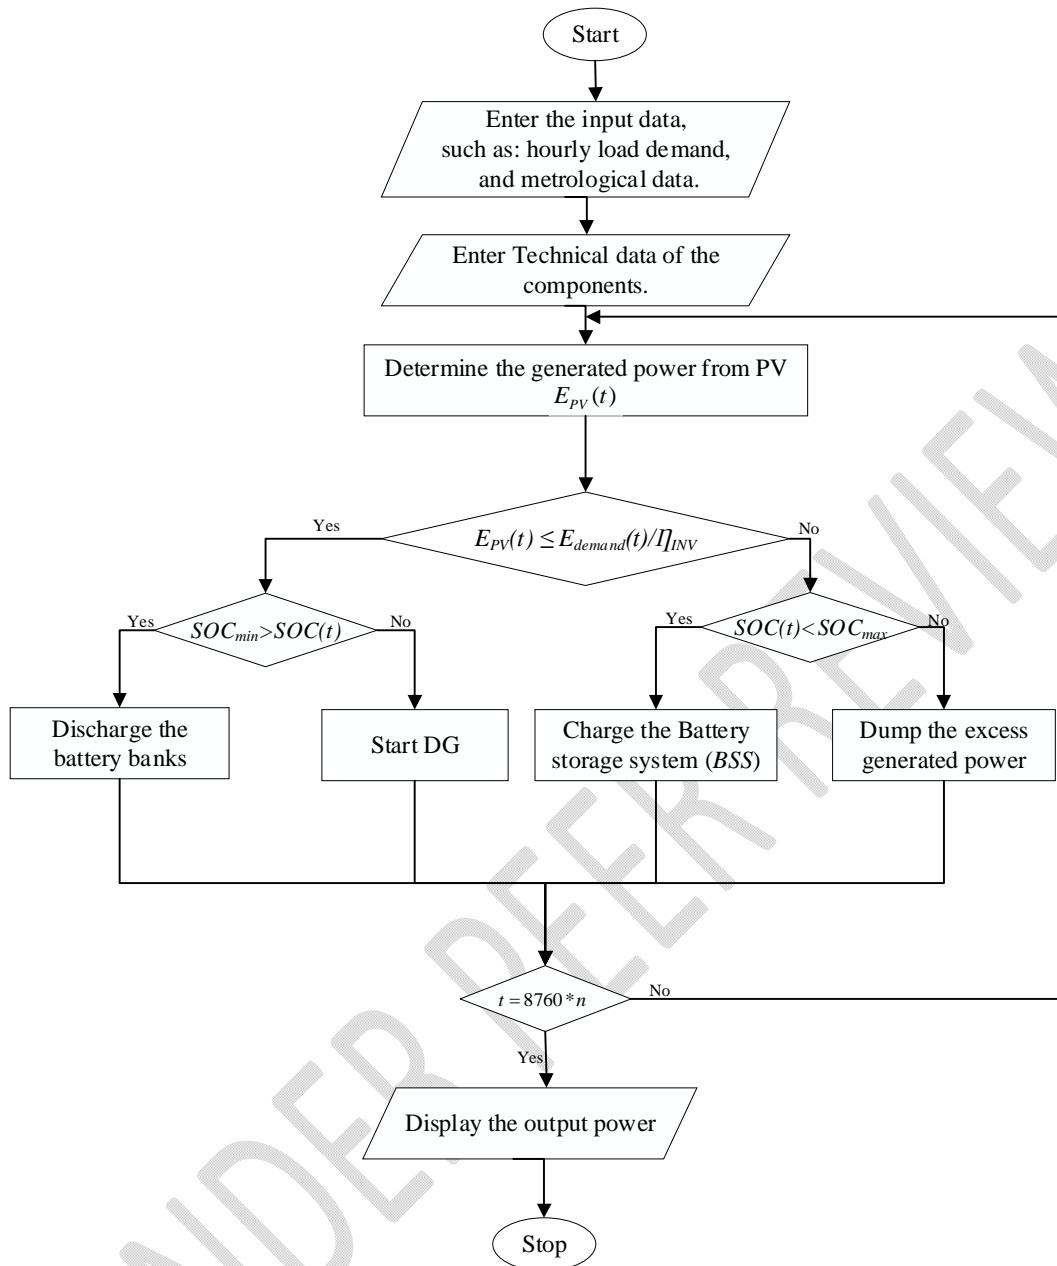 Start
Enter the input data,
such as: hourly load demand,
and metrological data.
Enter Technical data of the
components.
Determine the generated power from PV
E_PV(t)
Yes
E_PV(t) ≤ E_demand(t)/η_INV
No
Yes
SOC_min>SOC(t)
No
Yes
SOC(t)<SOC_max
No
Discharge the
battery banks
Start DG
Charge the Battery
storage system (BSS)
Dump the excess
generated power
t=8760*n
No
Yes
Display the output power
Stop
UNDER PEER REVIEW